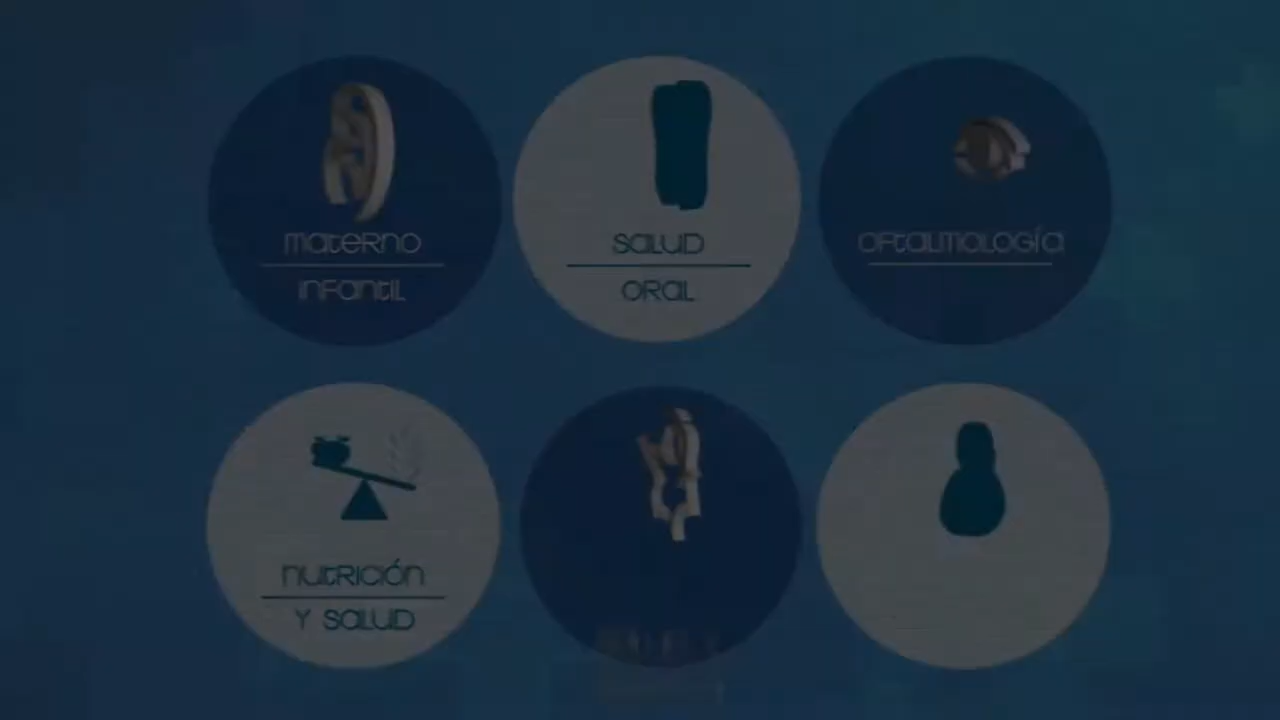 Materno
Infantil
Salud
Oral
Oftalmología
Nutrición
Y Salud